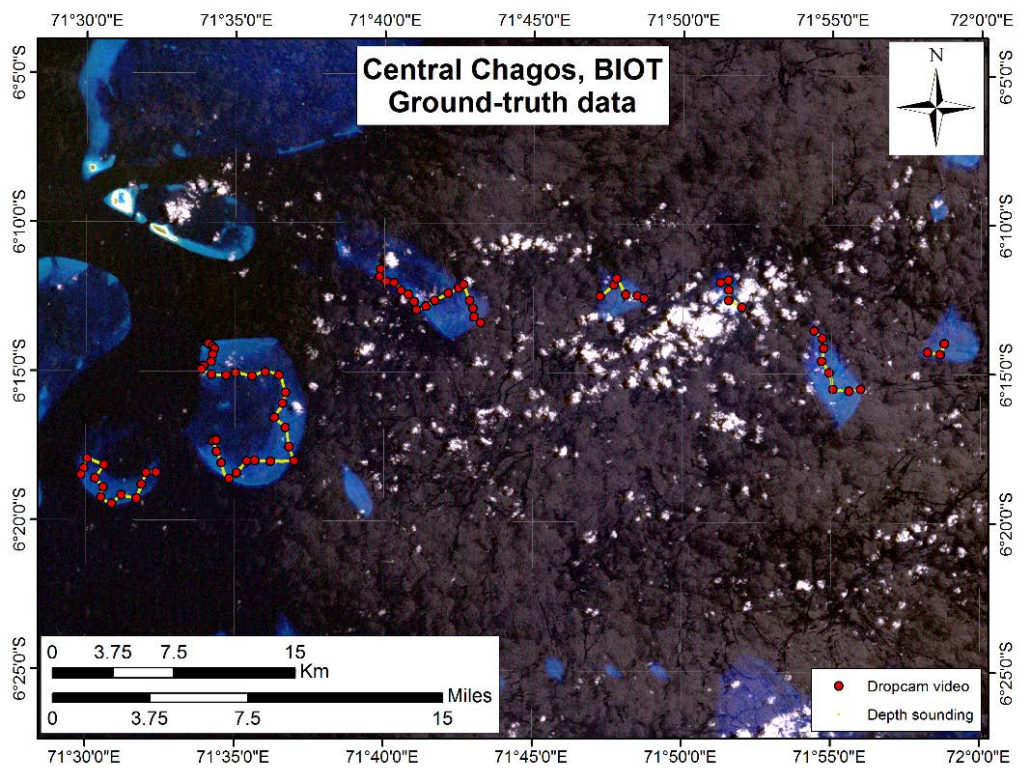 71°30'0"E 71°35'0"E 71°40'0"E 71°45'0"E 71°50'0"E 71°55'0"E 72°0'0"E
Central Chagos, BIOT
Ground-truth data
N
6°5'0"S 6°5'0"S
6°10'0"S 6°10'0"S
6°15'0"S 6°15'0"S
6°20'0"S 6°20'0"S
6°25'0"S 6°25'0"S
0 3.75 7.5 15
Km
Miles
0 3.75 7.5 15
Dropcam video
Depth sounding
71°30'0"E 71°35'0"E 71°40'0"E 71°45'0"E 71°50'0"E 71°55'0"E 72°0'0"E